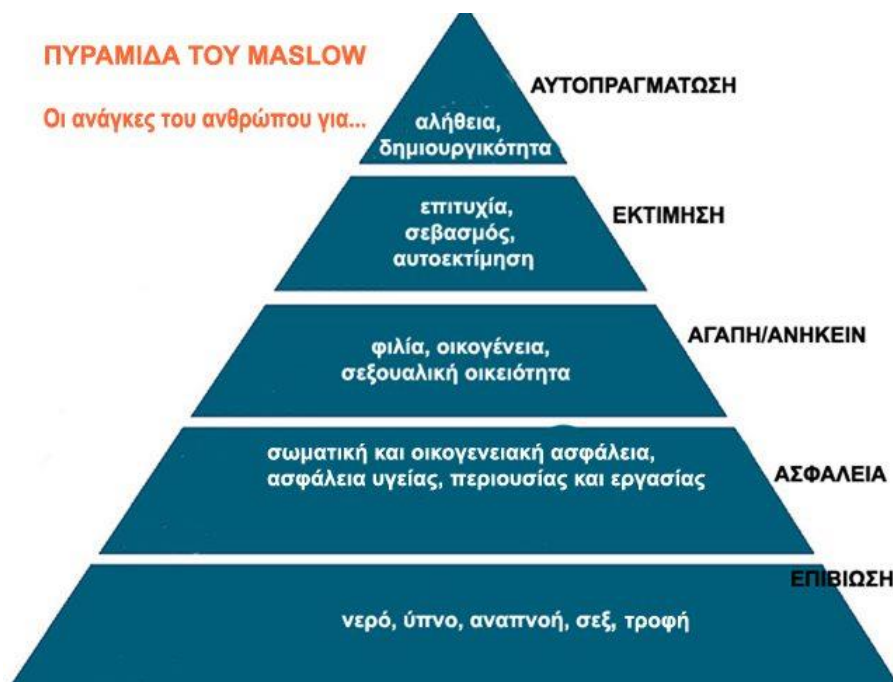 ΠΥΡΑΜΙΔΑ ΤΟΥ MASLOW
Οι ανάγκες του ανθρώπου για...
ΑΥΤΟΠΡΑΓΜΑΤΩΣΗ
αλήθεια,
δημιουργικότητα
ΕΚΤΙΜΗΣΗ
επιτυχία,
σεβασμός,
αυτοεκτίμηση
ΑΓΑΠΗ/ΑΝΗΚΕΙΝ
φιλία, οικογένεια,
σεξουαλική οικειότητα
ΑΣΦΑΛΕΙΑ
σωματική και οικογενειακή ασφάλεια,
ασφάλεια υγείας, περιουσίας και εργασίας
ΕΠΙΒΙΩΣΗ
νερό, ύπνο, αναπνοή, σεξ, τροφή